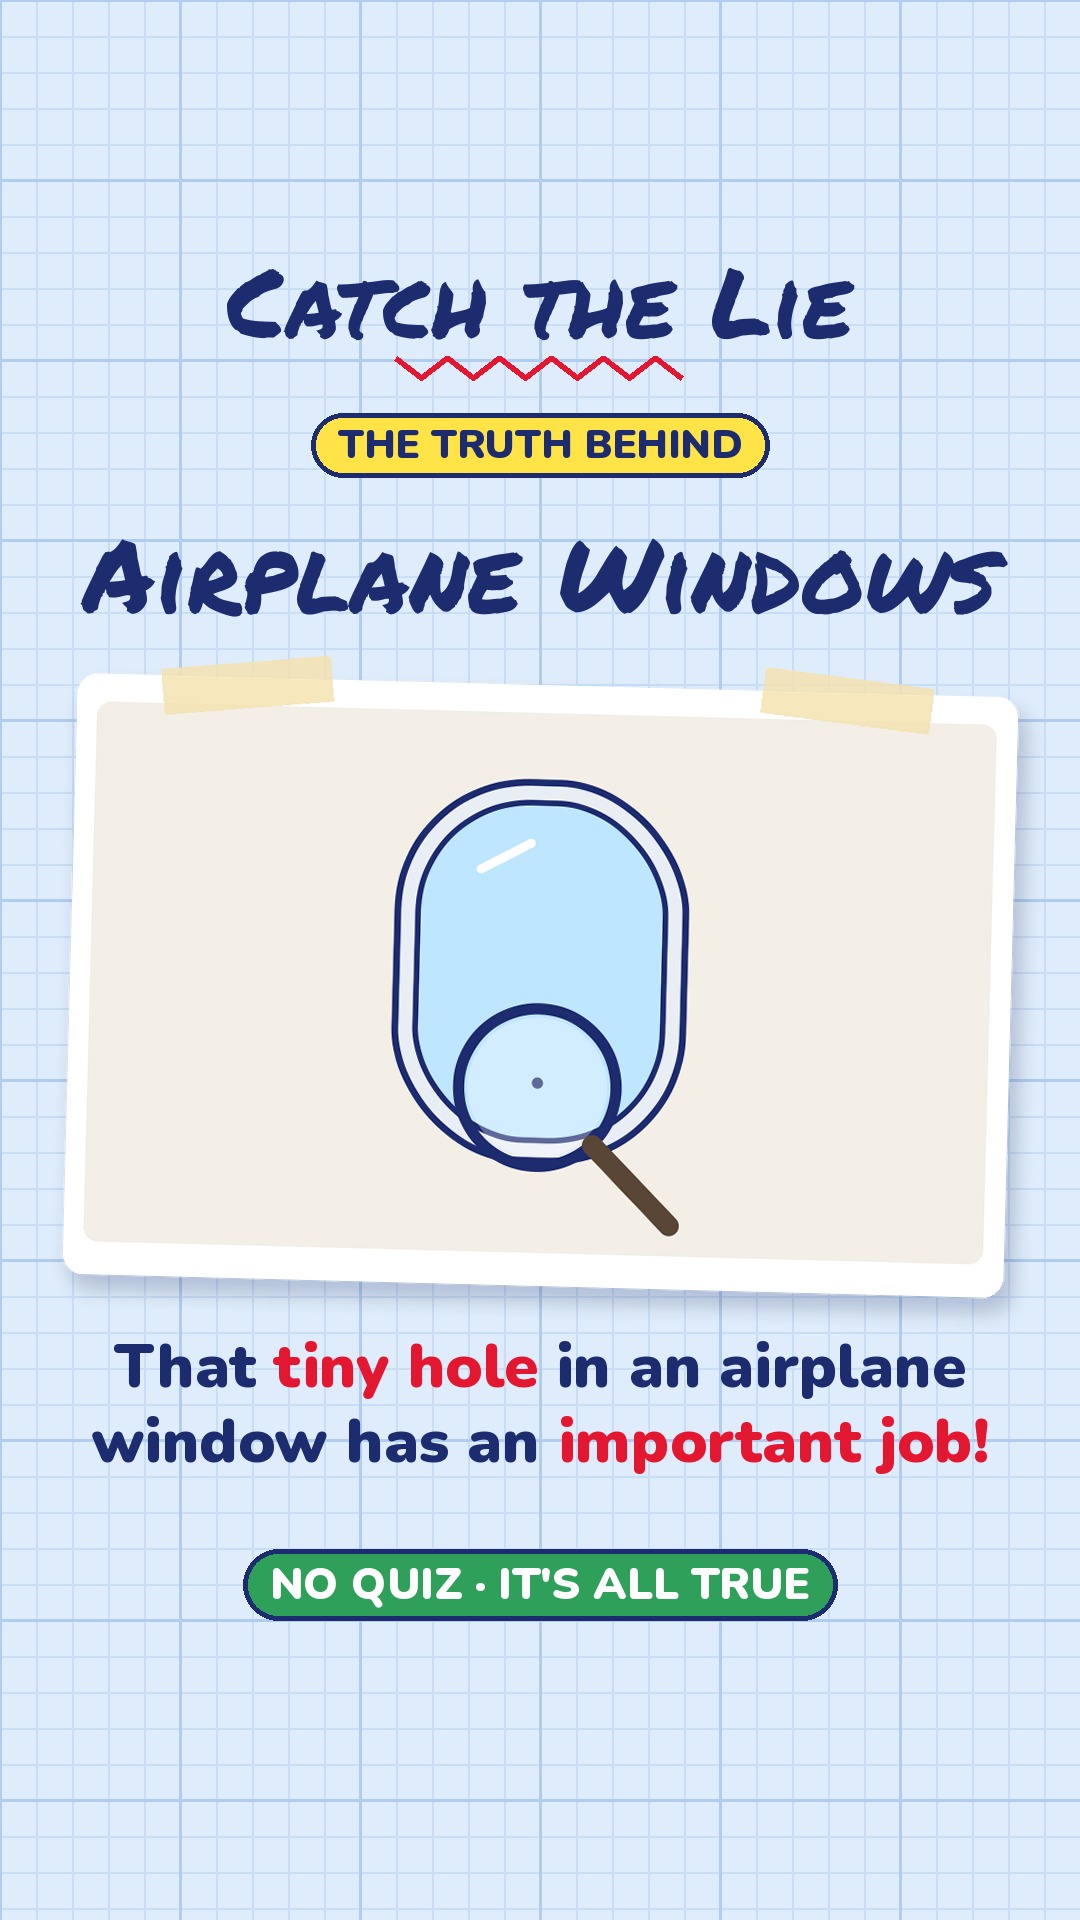 Catch the Lie
THE TRUTH BEHIND
Airplane Windows
That tiny hole in an airplane
window has an important job!
NO QUIZ · IT'S ALL TRUE